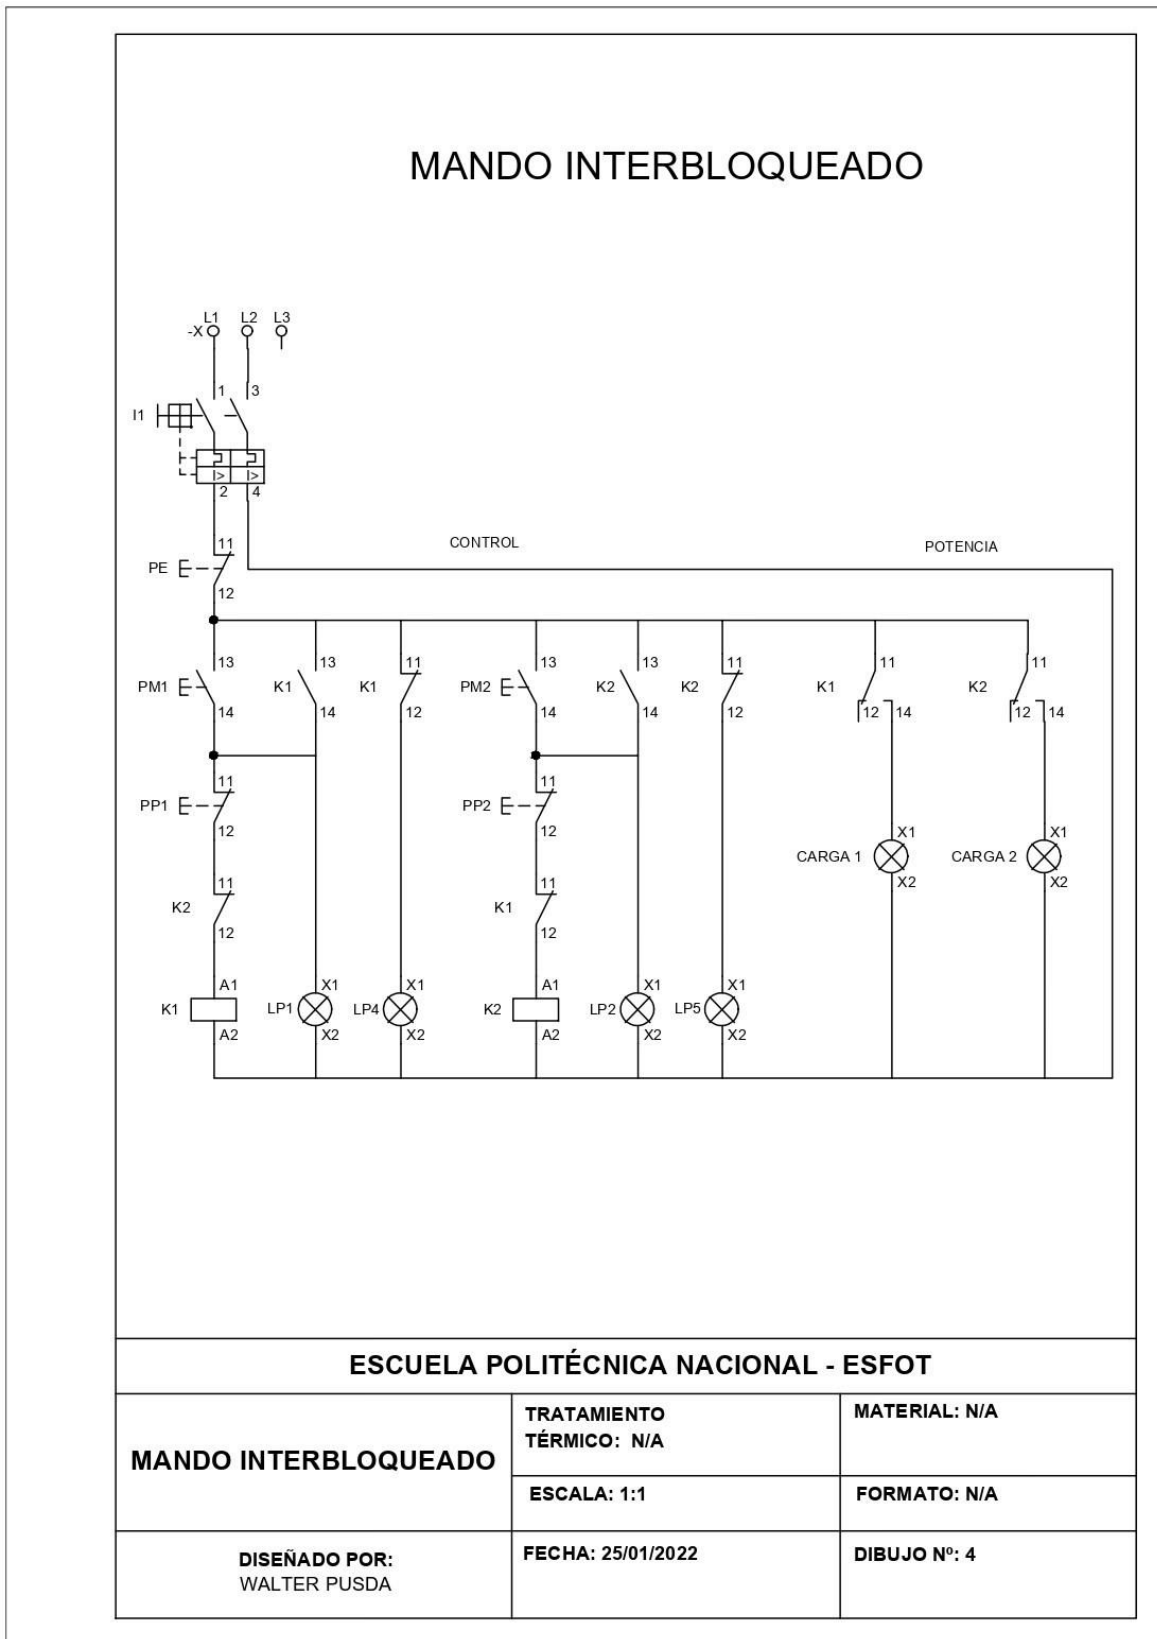 MANDO INTERBLOQUEADO
L1 L2 L3
-X
1 3
I1
I> I>
2 4
CONTROL POTENCIA
11
PE
12
13 13 11 13 13 11 11 11
PM1 K1 K1 PM2 K2 K2 K1 K2
14 14 12 14 14 12 12 14 12 14
11 11
PP1 PP2
12 12
X1 X1
CARGA 1 CARGA 2
X2 X2
11 11
K2 K1
12 12
A1 X1 X1 A1 X1 X1
K1 LP1 LP4 K2 LP2 LP5
A2 X2 X2 A2 X2 X2
ESCUELA POLITÉCNICA NACIONAL - ESFOT
MANDO INTERBLOQUEADO
TRATAMIENTO
TÉRMICO: N/A
MATERIAL: N/A
ESCALA: 1:1
FORMATO: N/A
DISEÑADO POR:
WALTER PUSDA
FECHA: 25/01/2022
DIBUJO Nº: 4